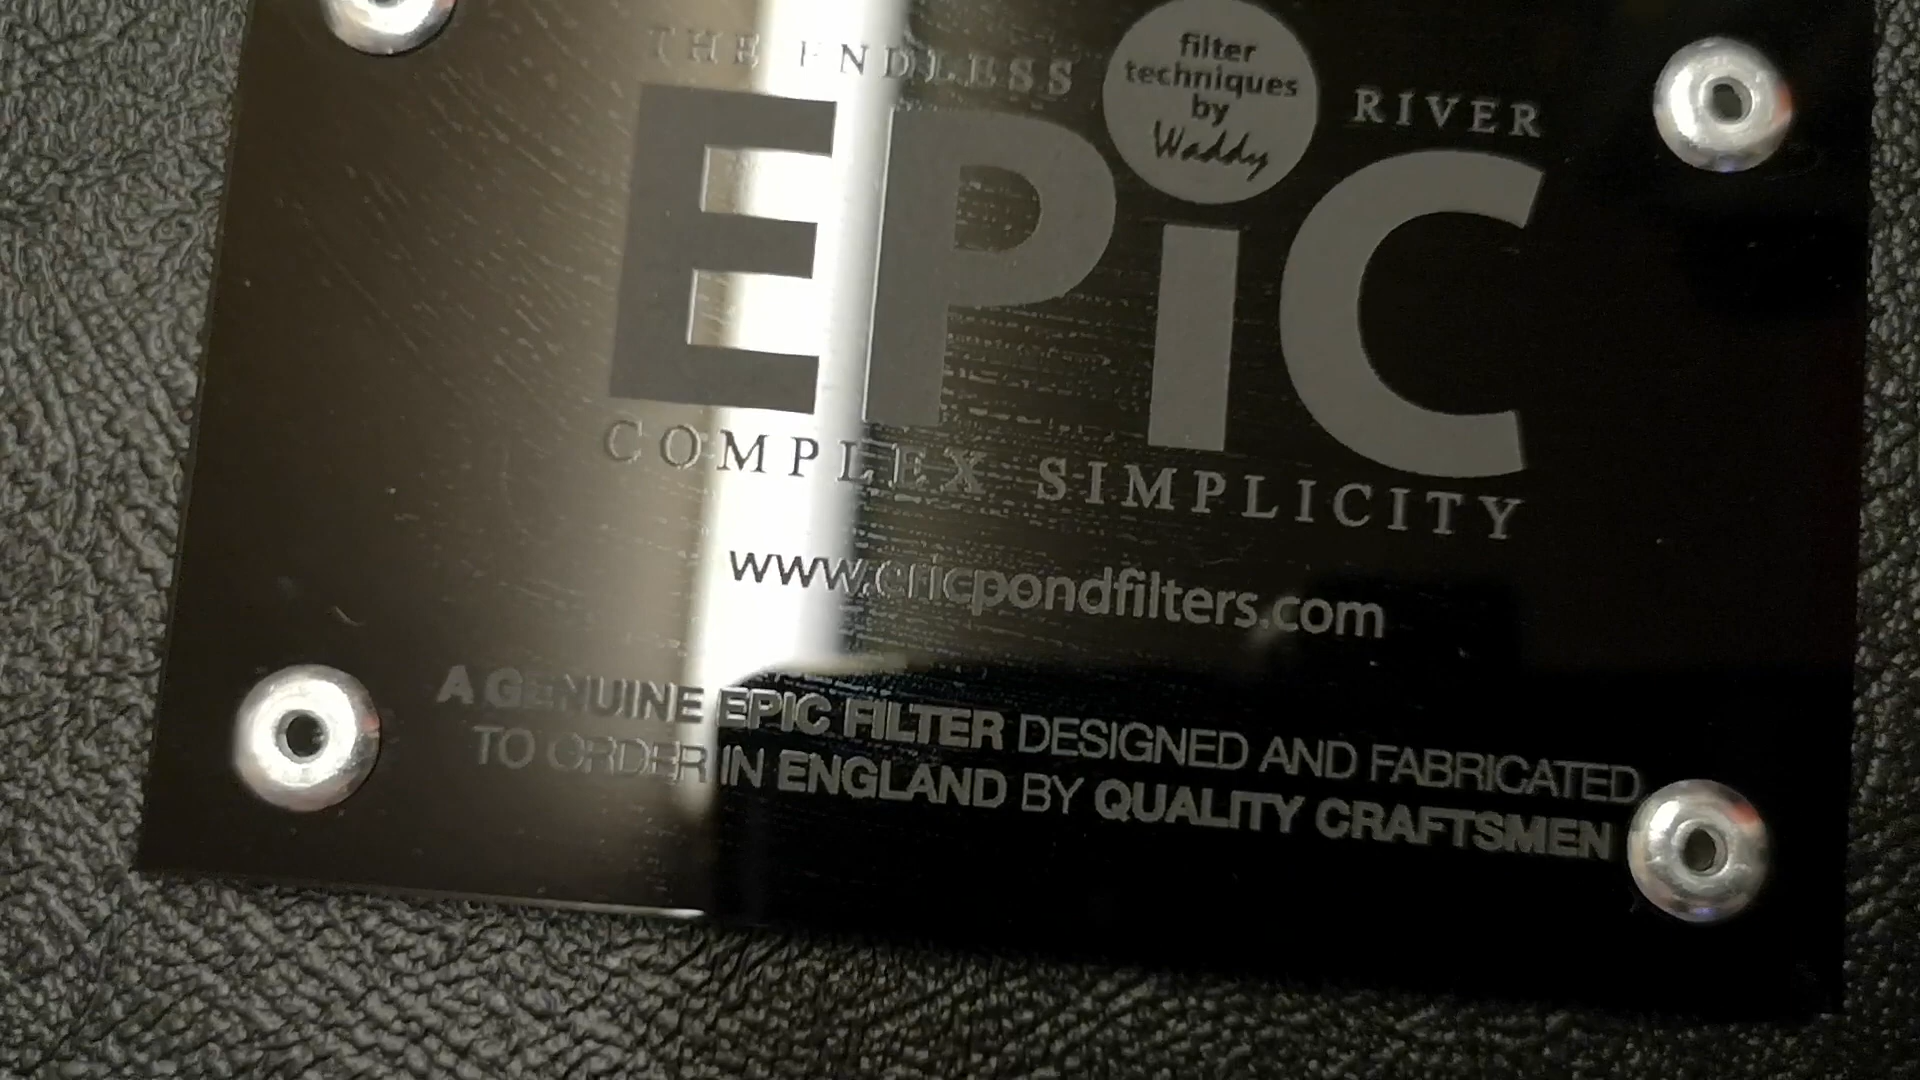 THE ENDLESS RIVER
filter
techniques
by
Waddy
EPiC
COMPLEX SIMPLICITY
www.ericpondfilters.com
A GENUINE EPIC FILTER DESIGNED AND FABRICATED
TO ORDER IN ENGLAND BY QUALITY CRAFTSMEN